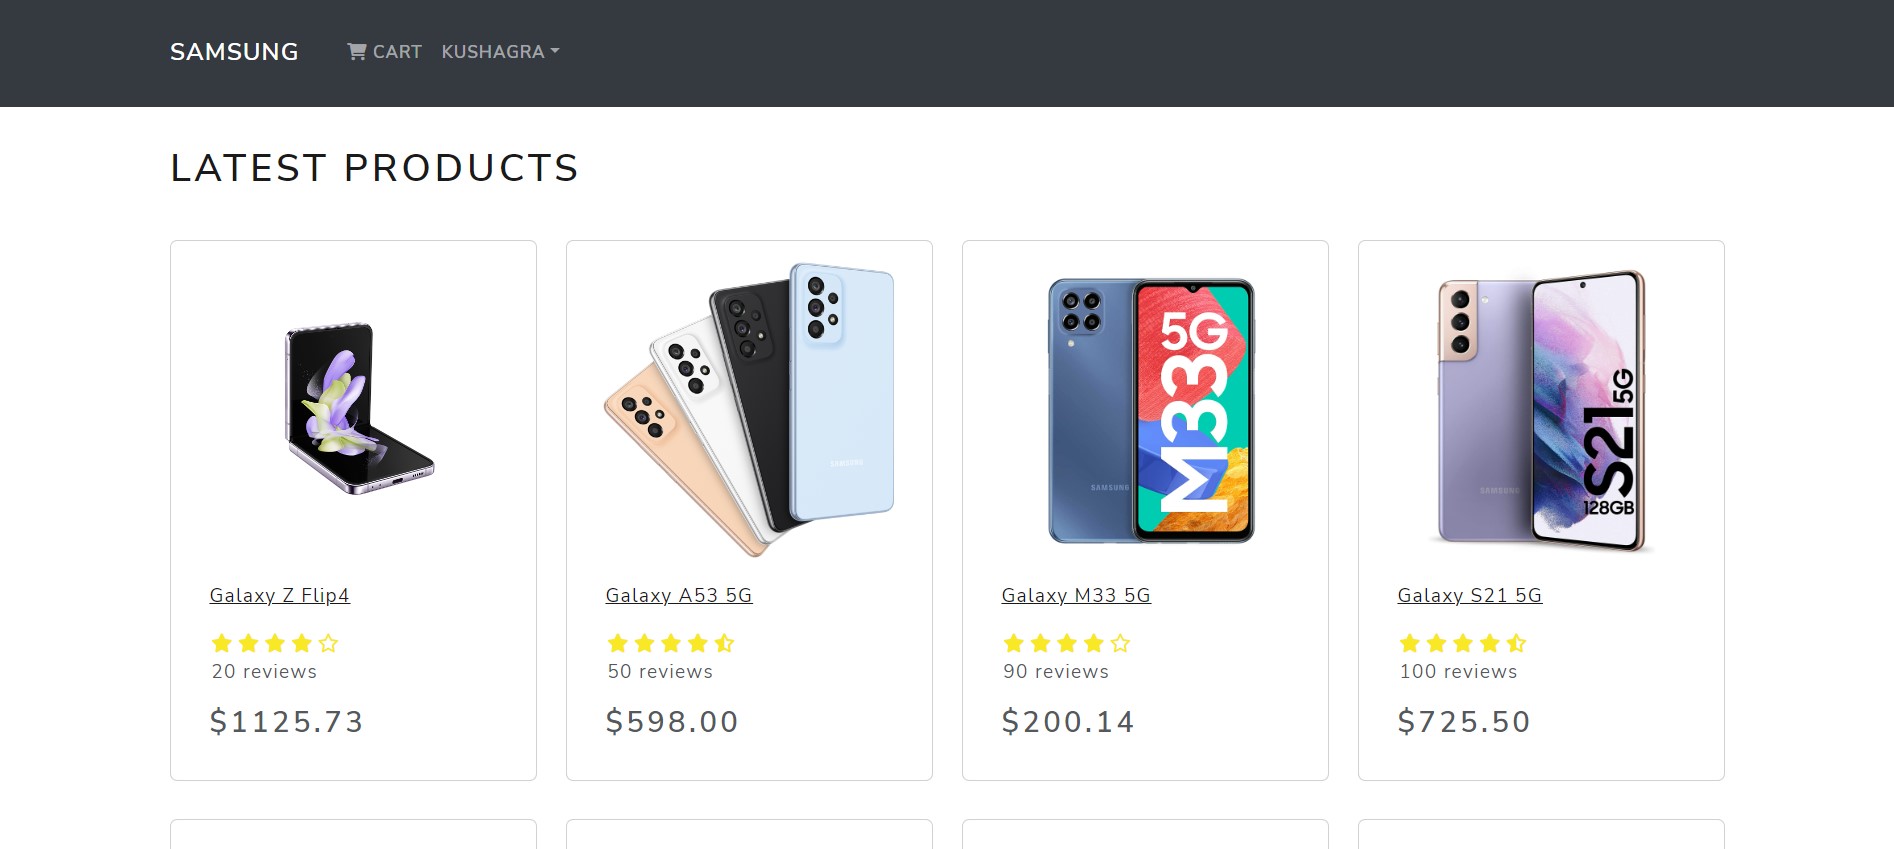 SAMSUNG CART KUSHAGRA
LATEST PRODUCTS
SAMSUNG
SAMSUNG
5G
M33
SAMSUNG
S21 5G
128GB
Galaxy Z Flip4
20 reviews
$1125.73
Galaxy A53 5G
50 reviews
$598.00
Galaxy M33 5G
90 reviews
$200.14
Galaxy S21 5G
100 reviews
$725.50